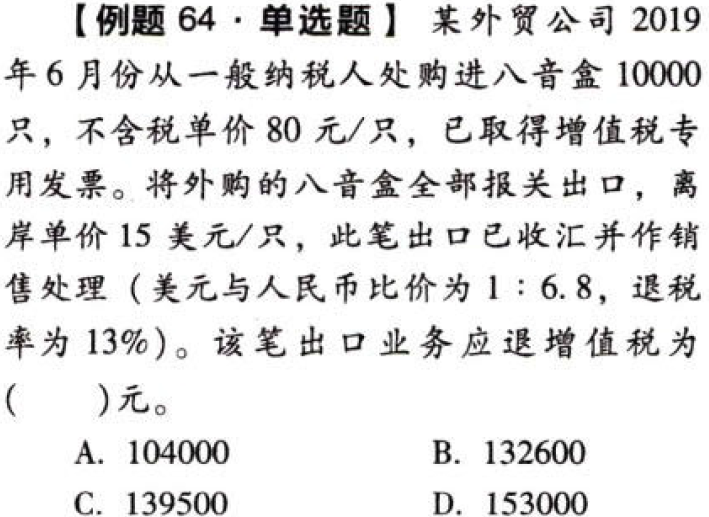 【例题 64·单选题】 某外贸公司 2019
年 6 月份从一般纳税人处购进八音盒 10000
只，不含税单价 80 元/只，已取得增值税专
用发票。将外购的八音盒全部报关出口，离
岸单价 15 美元/只，此笔出口已收汇并作销
售处理（美元与人民币比价为 1：6.8，退税
率为 13%）。该笔出口业务应退增值税为
(  )元。
A. 104000 B. 132600
C. 139500 D. 153000